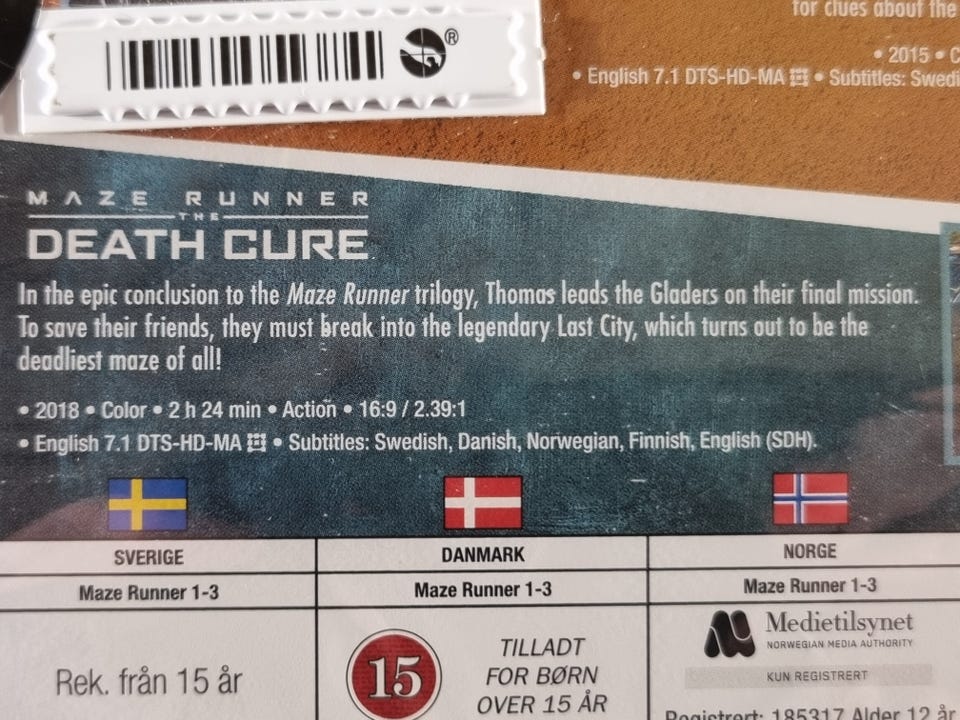 for clues about the
• 2015 •
• English 7.1 DTS-HD-MA • Subtitles:
®
MAZE RUNNER
THE
DEATH CURE
In the epic conclusion to the Maze Runner trilogy, Thomas leads the Gladers on their final mission.
To save their friends, they must break into the legendary Last City, which turns out to be the
deadliest maze of all!
• 2018 • Color • 2 h 24 min • Action • 16:9 / 2.39:1
• English 7.1 DTS-HD-MA • Subtitles: Swedish, Danish, Norwegian, Finnish, English (SDH).
SVERIGE
DANMARK
NORGE
Maze Runner 1-3
Maze Runner 1-3
Maze Runner 1-3
Rek. från 15 år
15
TILLADT
FOR BØRN
OVER 15 ÅR
Medietilsynet
NORWEGIAN MEDIA AUTHORITY
KUN REGISTRERT
Registrert: 185317 Alder 12 år